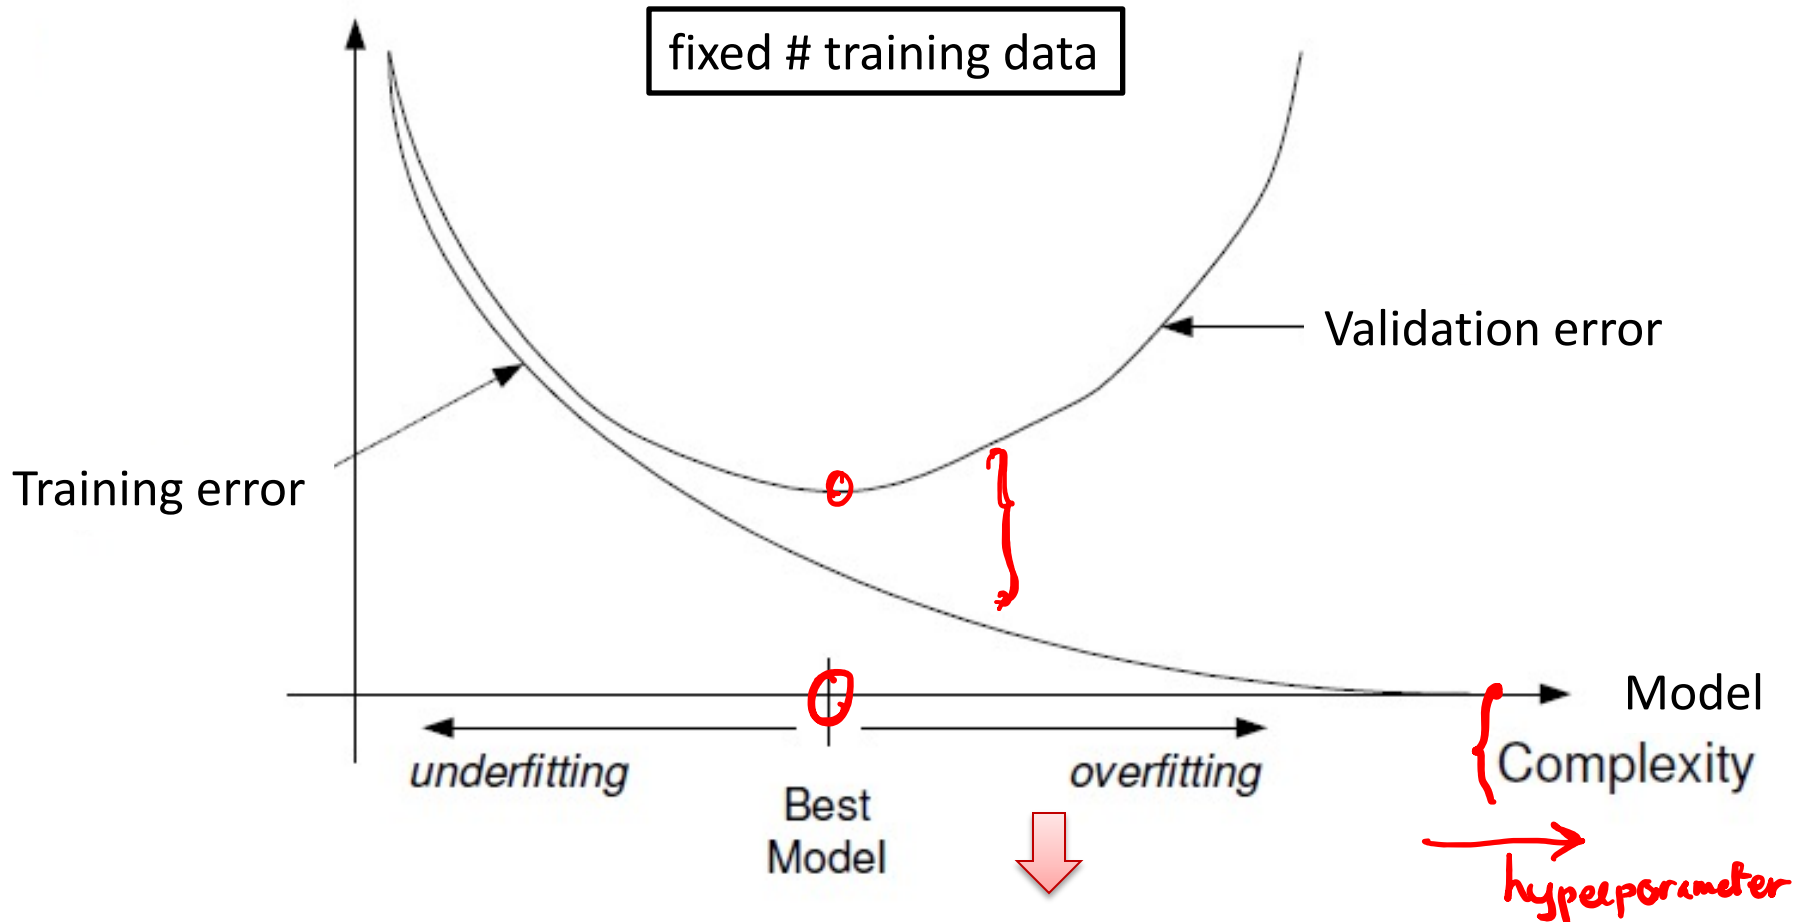 fixed # training data
Validation error
Training error
Model
Complexity
underfitting
overfitting
Best
Model
hyperparameter